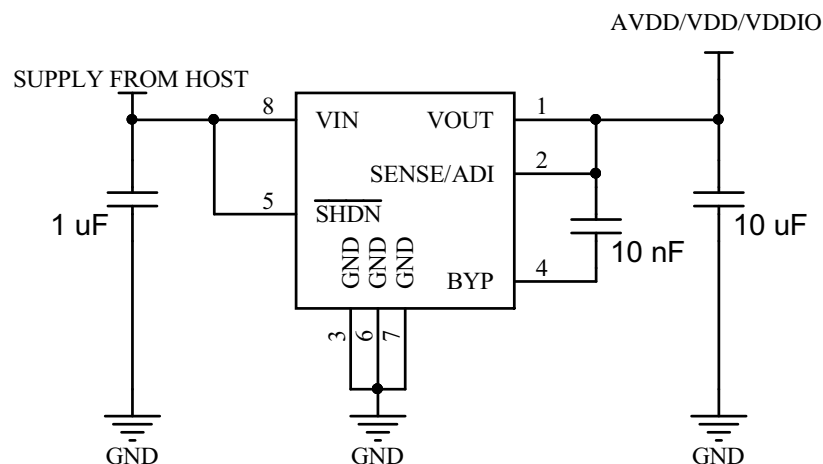 AVDD/VDD/VDDIO
SUPPLY FROM HOST
8
VIN
VOUT
1
SENSE/ADI
2
1 uF
5
SHDN
10 nF
10 uF
GND
GND
GND
BYP
4
3
6
7
GND
GND
GND